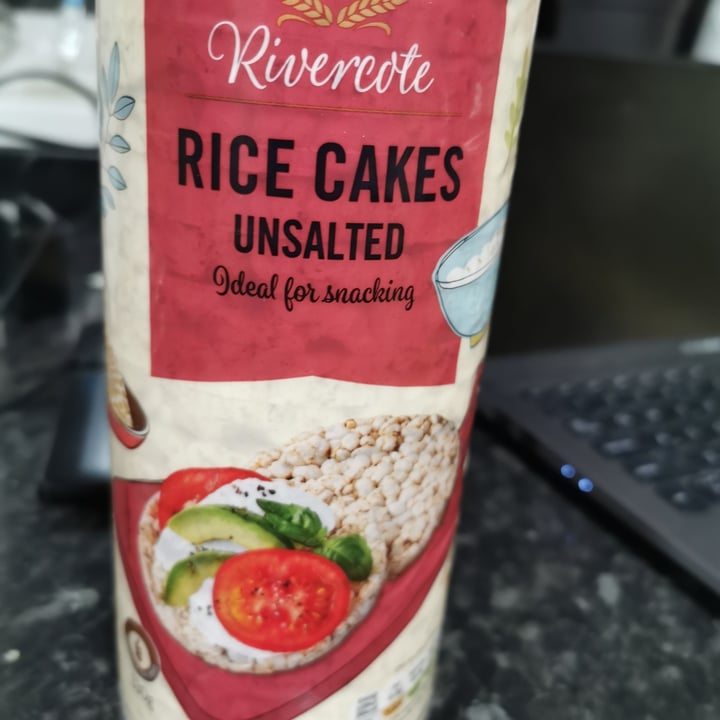 Rivercote
RICE CAKES
UNSALTED
Ideal for snacking